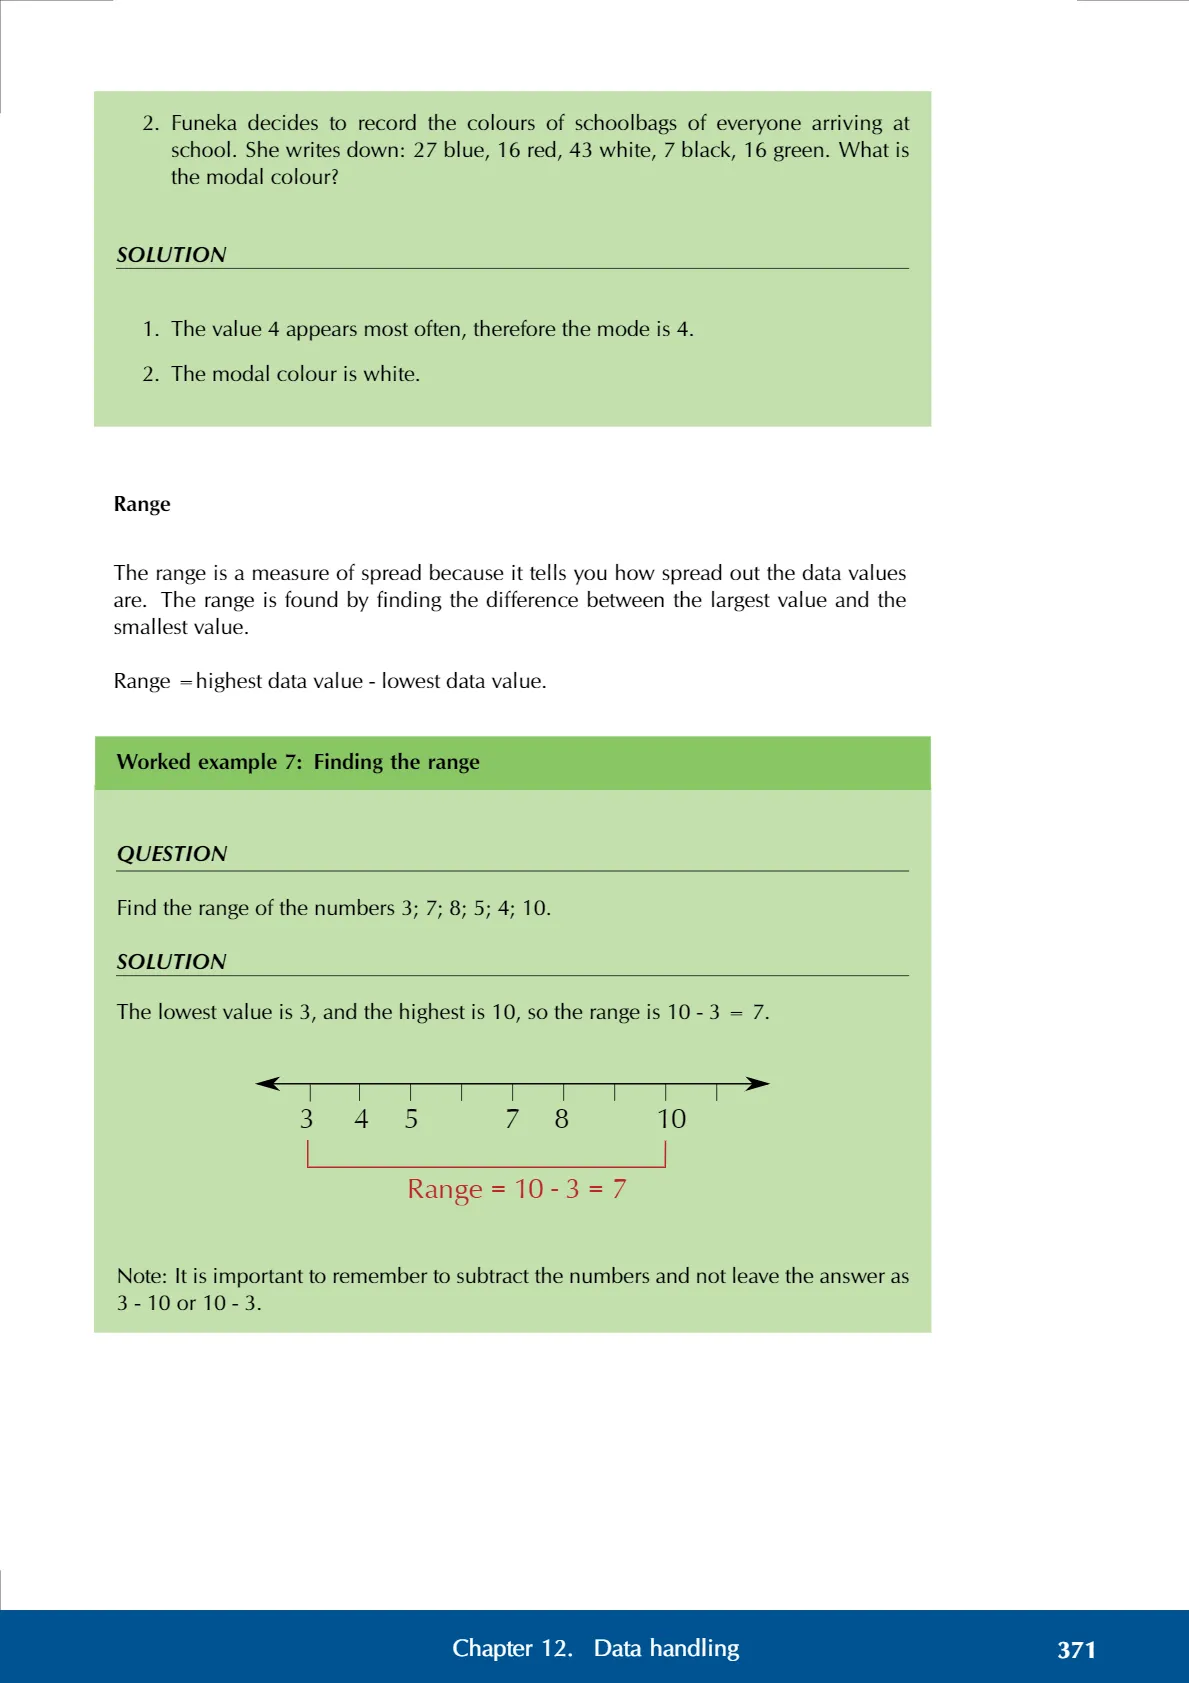 2. Funeka decides to record the colours of schoolbags of everyone arriving at
school. She writes down: 27 blue, 16 red, 43 white, 7 black, 16 green. What is
the modal colour?
SOLUTION
1. The value 4 appears most often, therefore the mode is 4.
2. The modal colour is white.
Range
The range is a measure of spread because it tells you how spread out the data values
are. The range is found by finding the difference between the largest value and the
smallest value.
Range =highest data value - lowest data value.
Worked example 7: Finding the range
QUESTION
Find the range of the numbers 3; 7; 8; 5; 4; 10.
SOLUTION
The lowest value is 3, and the highest is 10, so the range is 10 - 3 = 7.
3 4 5 7 8 10
Range = 10 - 3 = 7
Note: It is important to remember to subtract the numbers and not leave the answer as
3 - 10 or 10 - 3.
Chapter 12. Data handling 371